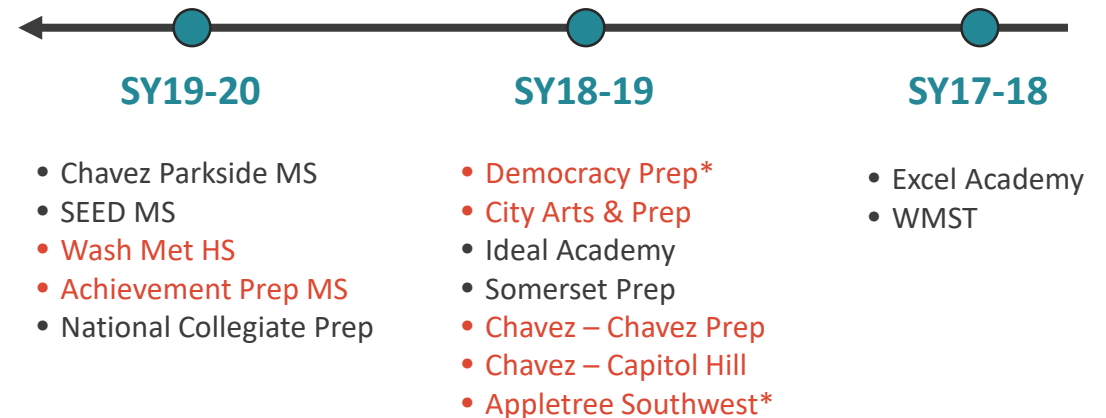 SY19-20
• Chavez Parkside MS
• SEED MS
• Wash Met HS
• Achievement Prep MS
• National Collegiate Prep
SY18-19
• Democracy Prep*
• City Arts & Prep
• Ideal Academy
• Somerset Prep
• Chavez – Chavez Prep
• Chavez – Capitol Hill
• Appletree Southwest*
SY17-18
• Excel Academy
• WMST